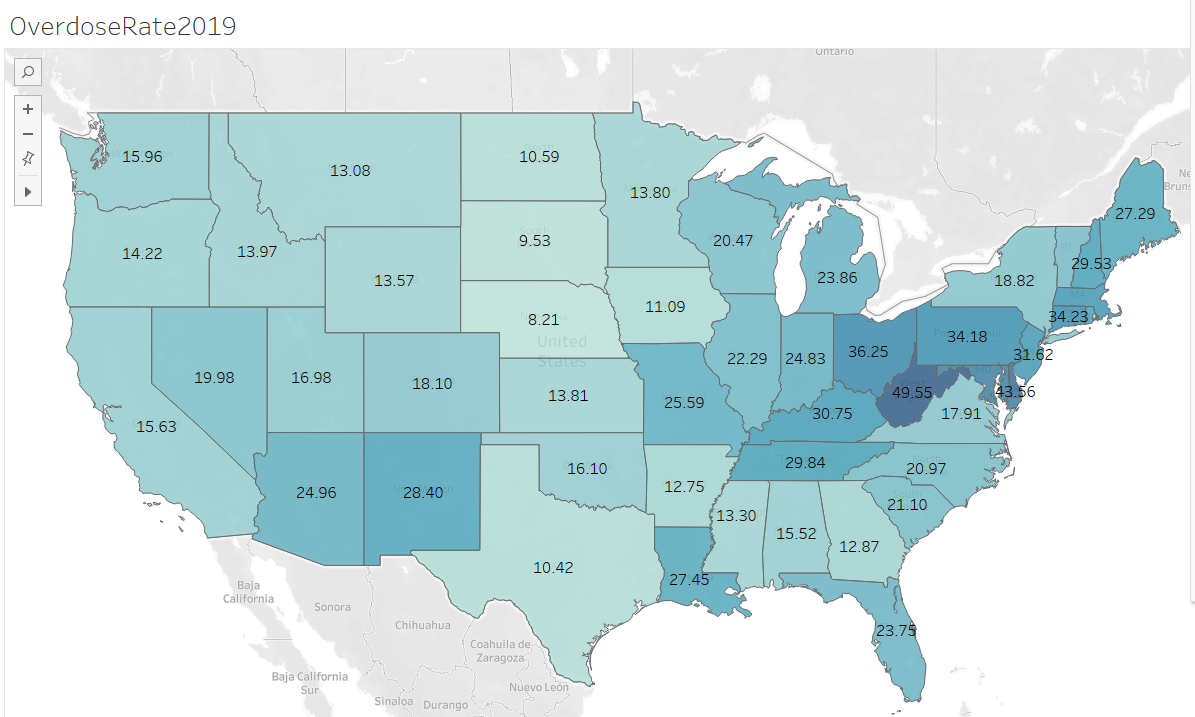 OverdoseRate2019
Ontario
15.96
13.08
10.59
13.80
27.29
14.22
13.97
9.53
20.47
VT
29.53
13.57
23.86
18.82
MA
8.21
11.09
34.23
United
States
34.18
31.62
22.29
24.83
36.25
19.98
16.98
18.10
13.81
25.59
49.55
43.56
15.63
30.75
17.91
24.96
28.40
16.10
29.84
North
20.97
12.75
South
21.10
13.30
15.52
12.87
10.42
27.45
23.75
Baja
California
Sonora
Chihuahua
Coahuila de
Zaragoza
Baja California
Sur
Nuevo León
Sinaloa
Durango